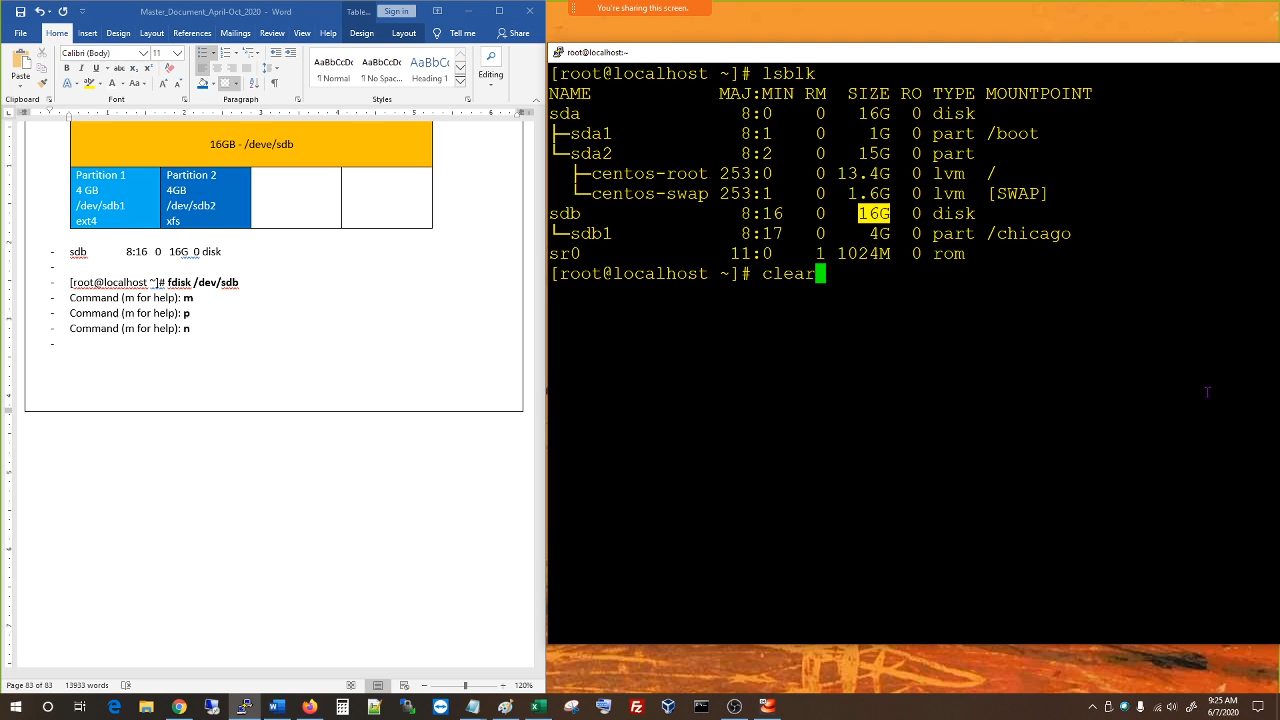 Master_Document_April-Oct_2020 - Word
Table...
Sign in
File Home Insert Draw Design Layout References Mailings Review View Help Design Layout Tell me Share
Paste
Clipboard
Calibri (Body) 11
B I U abc x₂ x²
Font
Paragraph
AaBbCcDc AaBbCcDc AaBbCc
¶ Normal ¶ No Spac... Heading 1
Styles
Editing
16GB - /deve/sdb
Partition 1
4 GB
/dev/sdb1
ext4
Partition 2
4GB
/dev/sdb2
xfs
- sdb 8:16 0 16G 0 disk
-
- [root@localhost ~]# fdisk /dev/sdb
- Command (m for help): m
- Command (m for help): p
- Command (m for help): n
-
Page 83 of 83 13933 words 120%
You're sharing this screen.
root@localhost:~
[root@localhost ~]# lsblk
NAME MAJ:MIN RM SIZE RO TYPE MOUNTPOINT
sda 8:0 0 16G 0 disk
├─sda1 8:1 0 1G 0 part /boot
└─sda2 8:2 0 15G 0 part
├─centos-root 253:0 0 13.4G 0 lvm /
└─centos-swap 253:1 0 1.6G 0 lvm [SWAP]
sdb 8:16 0 16G 0 disk
└─sdb1 8:17 0 4G 0 part /chicago
sr0 11:0 1 1024M 0 rom
[root@localhost ~]# clear
9:25 AM
6/7/2020